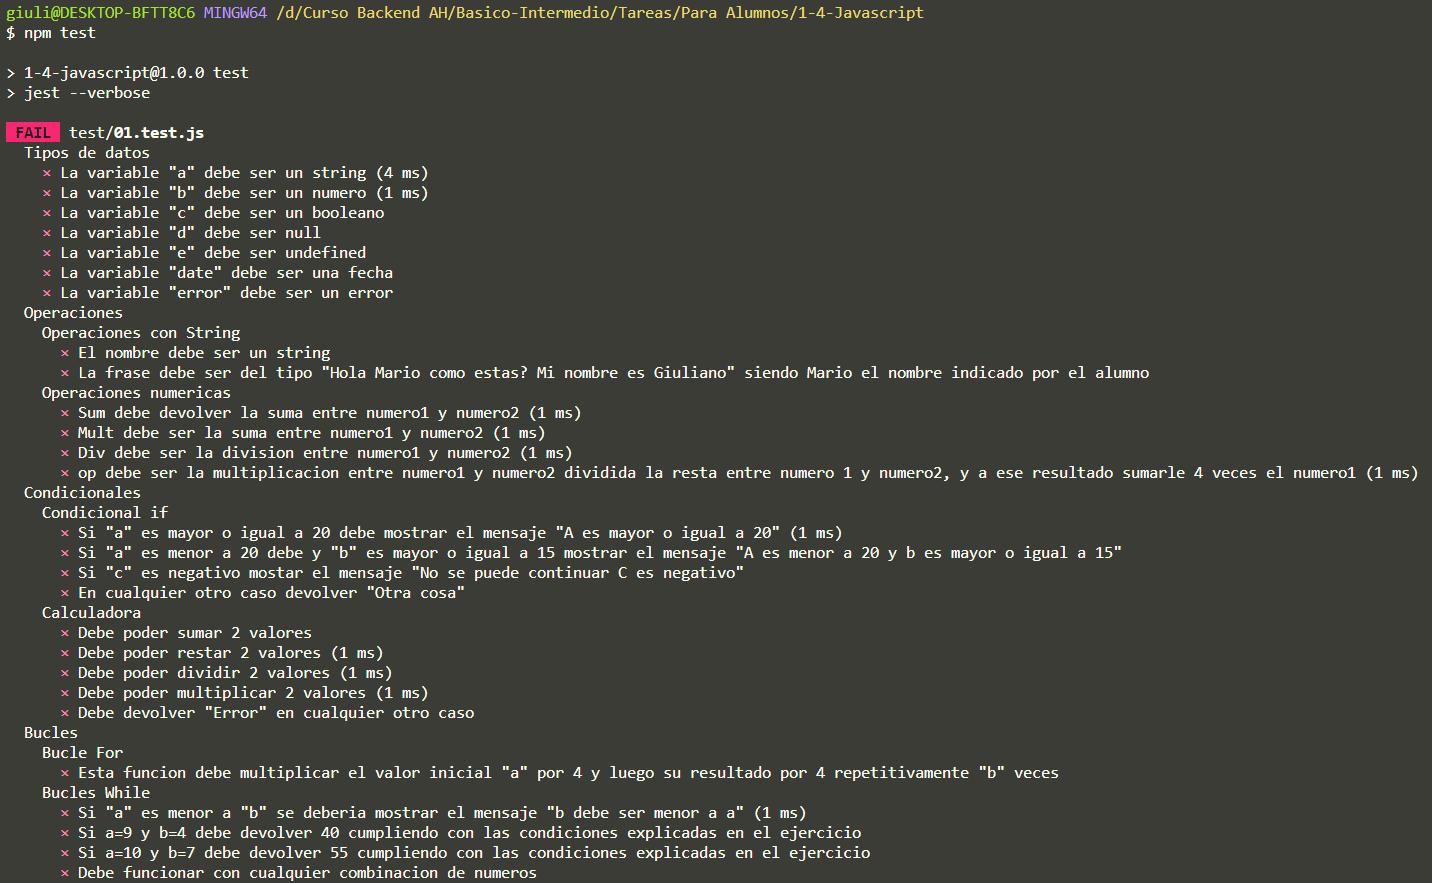 giuli@DESKTOP-BFTT8C6 MINGW64 /d/Curso Backend AH/Basico-Intermedio/Tareas/Para Alumnos/1-4-Javascript
$ npm test
> 1-4-javascript@1.0.0 test
> jest --verbose
FAIL test/01.test.js
Tipos de datos
× La variable "a" debe ser un string (4 ms)
× La variable "b" debe ser un numero (1 ms)
× La variable "c" debe ser un booleano
× La variable "d" debe ser null
× La variable "e" debe ser undefined
× La variable "date" debe ser una fecha
× La variable "error" debe ser un error
Operaciones
Operaciones con String
× El nombre debe ser un string
× La frase debe ser del tipo "Hola Mario como estas? Mi nombre es Giuliano" siendo Mario el nombre indicado por el alumno
Operaciones numericas
× Sum debe devolver la suma entre numero1 y numero2 (1 ms)
× Mult debe ser la suma entre numero1 y numero2 (1 ms)
× Div debe ser la division entre numero1 y numero2 (1 ms)
× op debe ser la multiplicacion entre numero1 y numero2 dividida la resta entre numero 1 y numero2, y a ese resultado sumarle 4 veces el numero1 (1 ms)
Condicionales
Condicional if
× Si "a" es mayor o igual a 20 debe mostrar el mensaje "A es mayor o igual a 20" (1 ms)
× Si "a" es menor a 20 debe y "b" es mayor o igual a 15 mostrar el mensaje "A es menor a 20 y b es mayor o igual a 15"
× Si "c" es negativo mostar el mensaje "No se puede continuar C es negativo"
× En cualquier otro caso devolver "Otra cosa"
Calculadora
× Debe poder sumar 2 valores
× Debe poder restar 2 valores (1 ms)
× Debe poder dividir 2 valores (1 ms)
× Debe poder multiplicar 2 valores (1 ms)
× Debe devolver "Error" en cualquier otro caso
Bucles
Bucle For
× Esta funcion debe multiplicar el valor inicial "a" por 4 y luego su resultado por 4 repetitivamente "b" veces
Bucles While
× Si "a" es menor a "b" se deberia mostrar el mensaje "b debe ser menor a a" (1 ms)
× Si a=9 y b=4 debe devolver 40 cumpliendo con las condiciones explicadas en el ejercicio
× Si a=10 y b=7 debe devolver 55 cumpliendo con las condiciones explicadas en el ejercicio
× Debe funcionar con cualquier combinacion de numeros